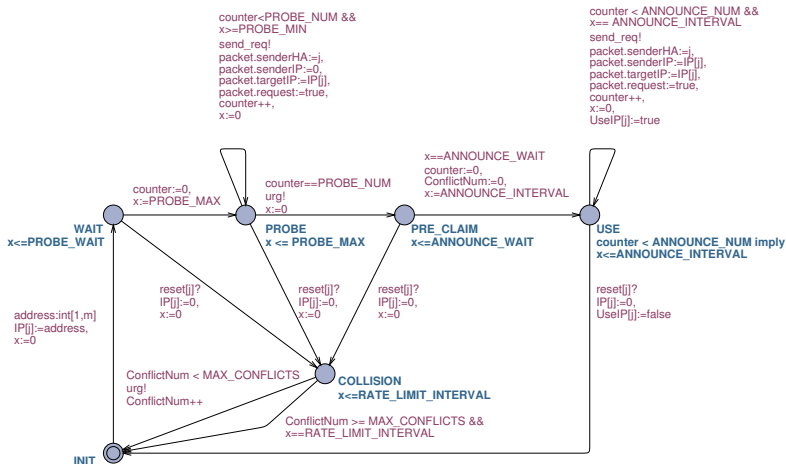 counter<PROBE_NUM &&
x>=PROBE_MIN
send_req!
packet.senderHA:=j,
packet.senderIP:=0,
packet.targetIP:=IP[j],
packet.request:=true,
counter++,
x:=0
counter < ANNOUNCE_NUM &&
x== ANNOUNCE_INTERVAL
send_req!
packet.senderHA:=j,
packet.senderIP:=IP[j],
packet.targetIP:=IP[j],
packet.request:=true,
counter++,
x:=0,
UseIP[j]:=true
counter:=0,
x:=PROBE_MAX
counter==PROBE_NUM
urg!
x:=0
x==ANNOUNCE_WAIT
counter:=0,
ConflictNum:=0,
x:=ANNOUNCE_INTERVAL
WAIT
x<=PROBE_WAIT
PROBE
x <= PROBE_MAX
PRE_CLAIM
x<=ANNOUNCE_WAIT
USE
counter < ANNOUNCE_NUM imply
x<=ANNOUNCE_INTERVAL
address:int[1,m]
IP[j]:=address,
x:=0
reset[j]?
IP[j]:=0,
x:=0
reset[j]?
IP[j]:=0,
x:=0
reset[j]?
IP[j]:=0,
x:=0
reset[j]?
IP[j]:=0,
UseIP[j]:=false
ConflictNum < MAX_CONFLICTS
urg!
ConflictNum++
COLLISION
x<=RATE_LIMIT_INTERVAL
ConflictNum >= MAX_CONFLICTS &&
x==RATE_LIMIT_INTERVAL
INIT